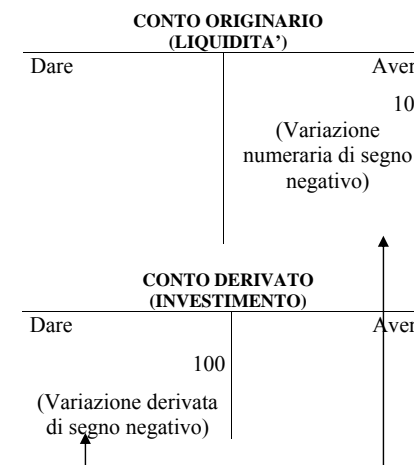 CONTO ORIGINARIO
(LIQUIDITA’)
Dare
10
(Variazione
numeraria di segno
negativo)
CONTO DERIVATO
(INVESTIMENTO)
Dare
100
(Variazione derivata
di segno negativo)